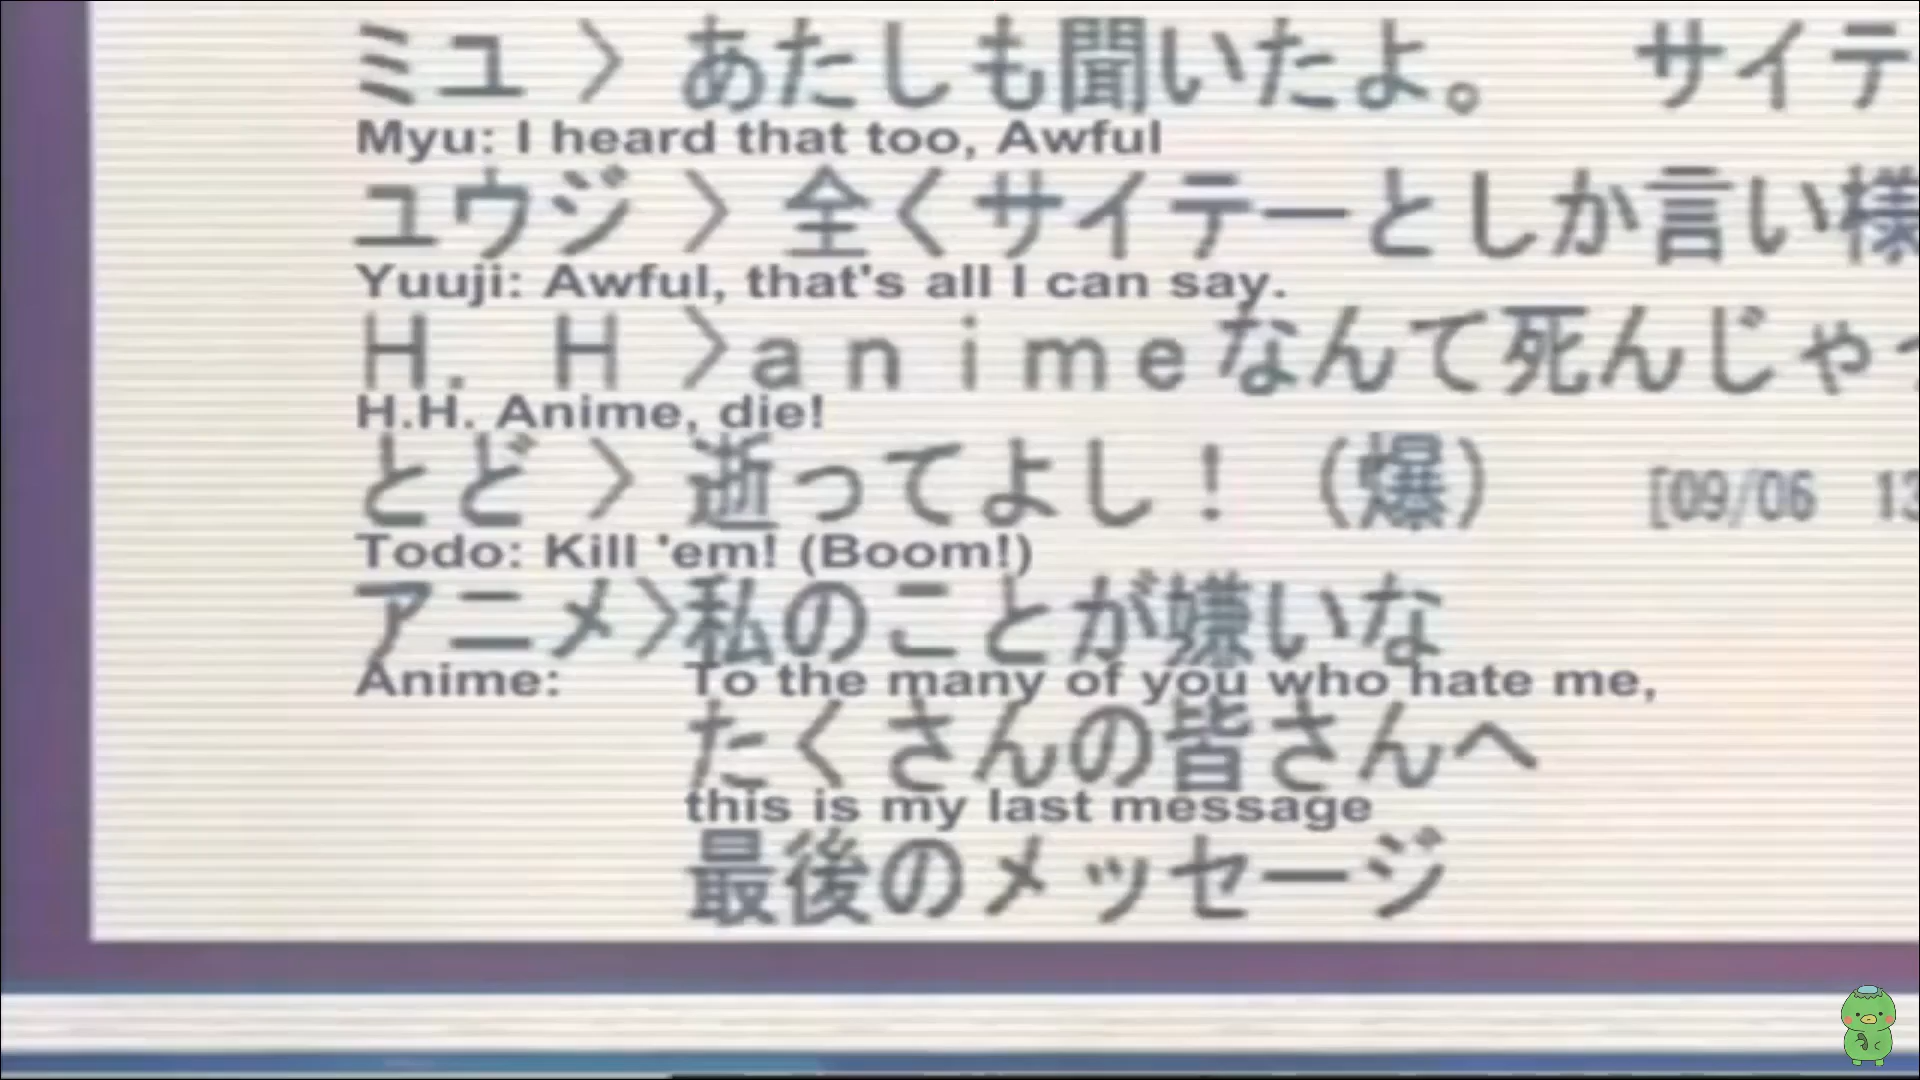 ミユ 〉 あたしも聞いたよ。 サイテ
Myu: I heard that too, Awful
ユウジ 〉 全くサイテーとしか言い様
Yuuji: Awful, that's all I can say.
H. H 〉animeなんて死んじゃっ
H.H. Anime, die!
とど 〉 逝ってよし！（爆） [09/06 13
Todo: Kill 'em! (Boom!)
アニメ〉私のことが嫌いな
Anime: To the many of you who hate me,
たくさんの皆さんへ
this is my last message
最後のメッセージ